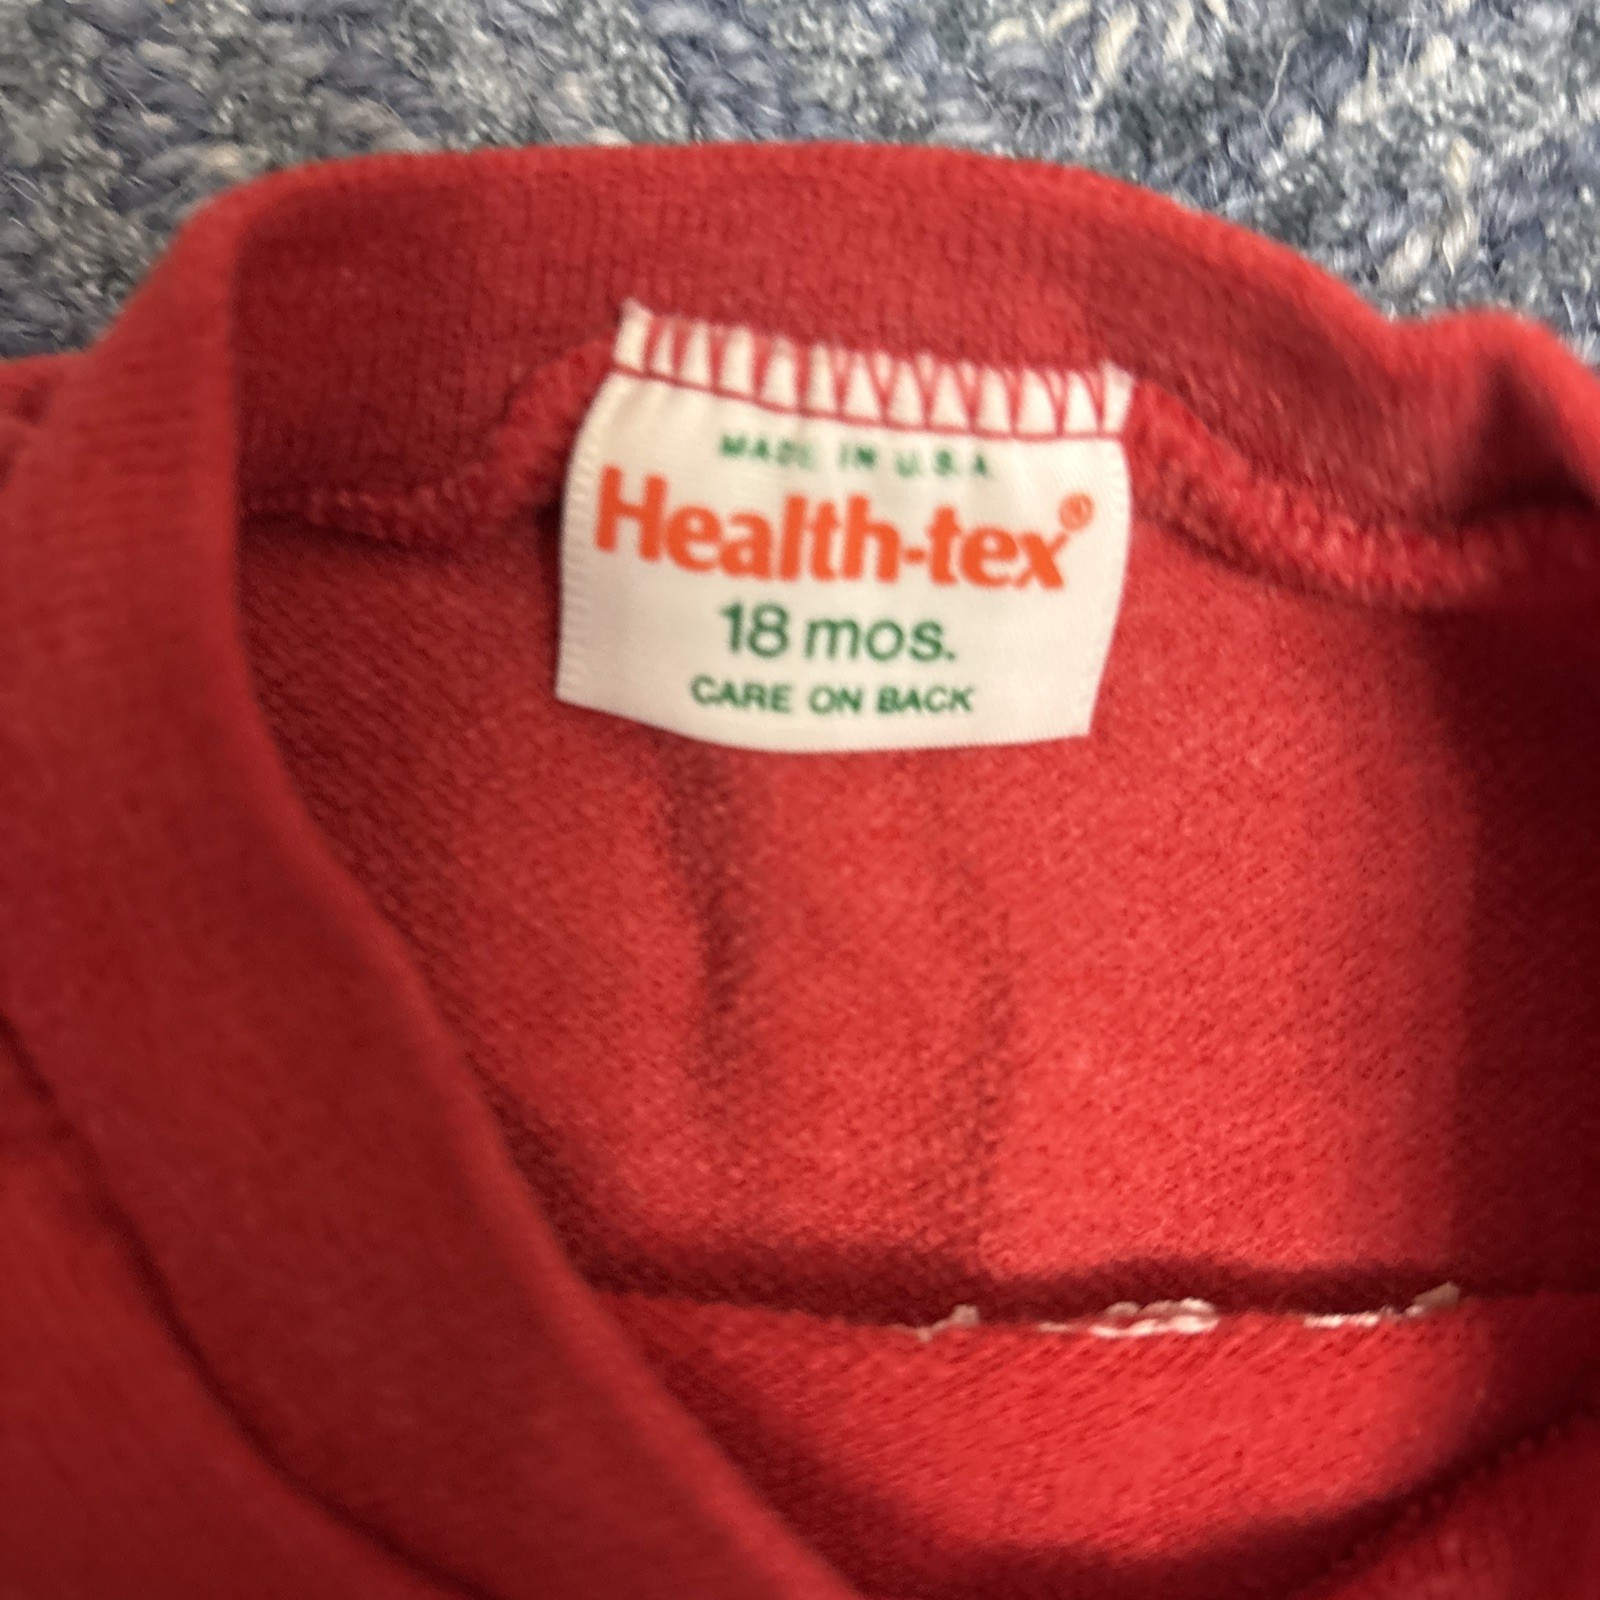 MADE IN U.S.A.
Health-tex®
18 mos.
CARE ON BACK